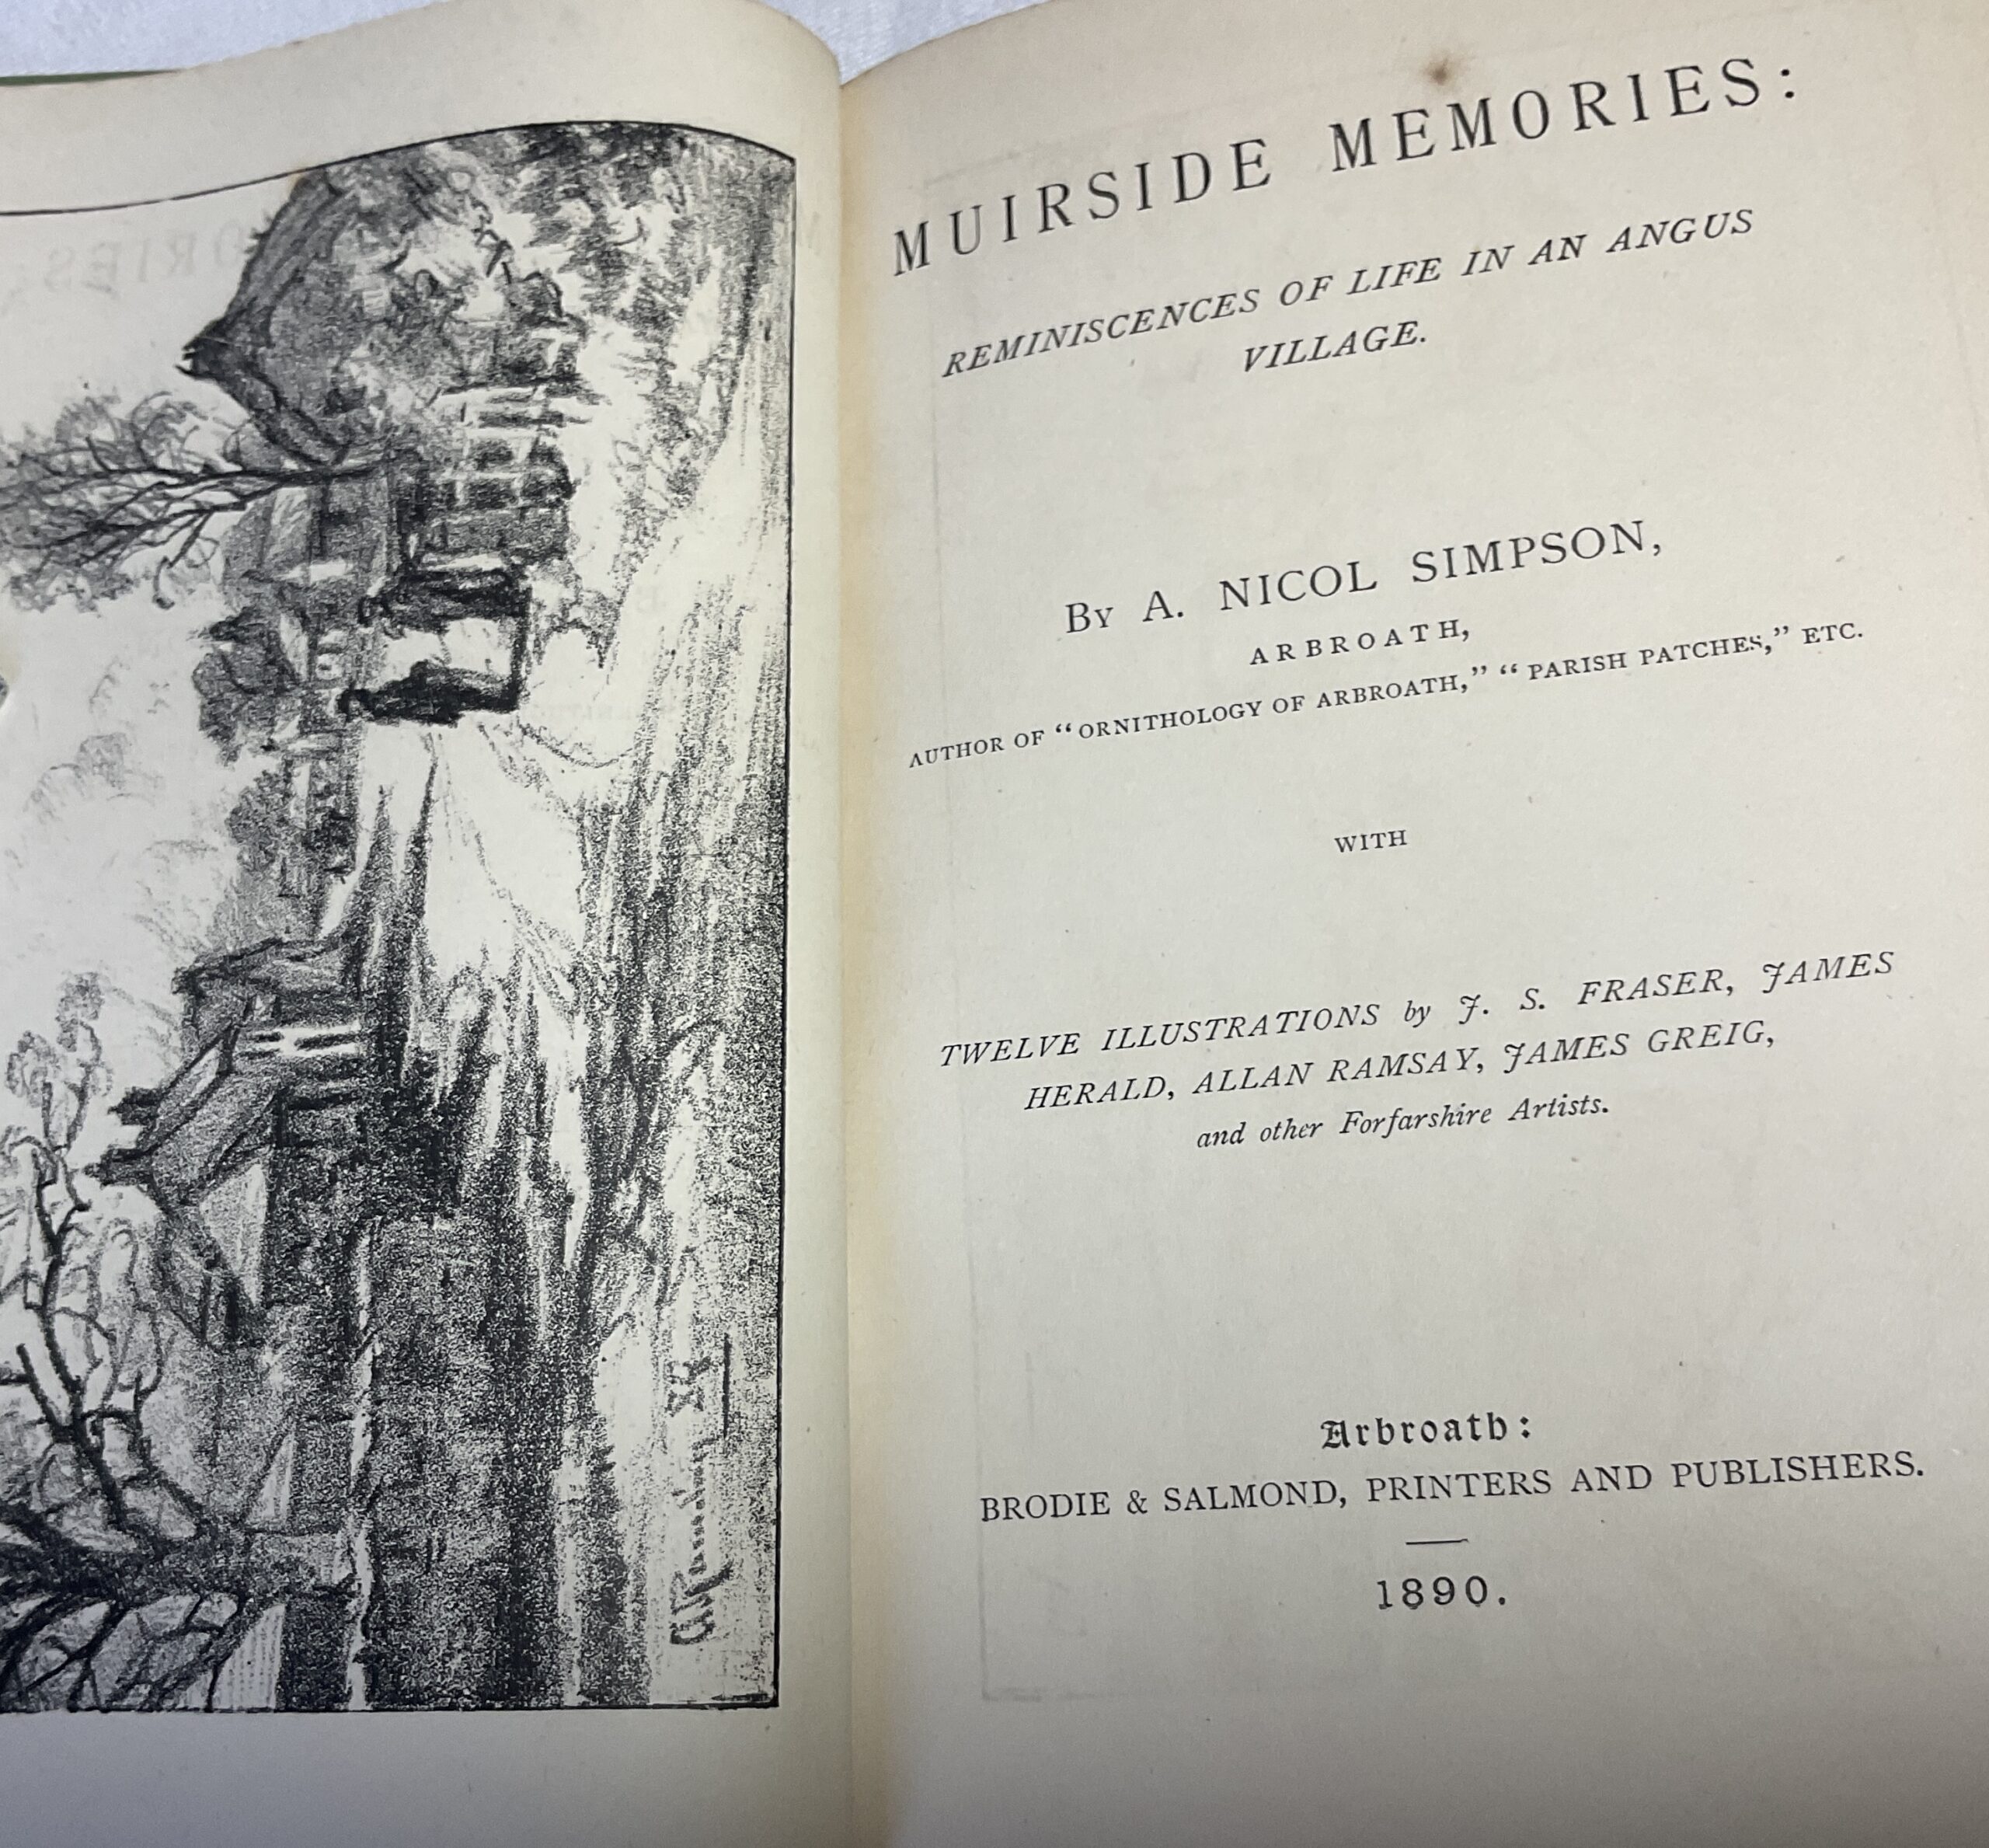 MUIRSIDE MEMORIES:
REMINISCENCES OF LIFE IN AN ANGUS
VILLAGE.
By A. NICOL SIMPSON,
ARBROATH,
AUTHOR OF "ORNITHOLOGY OF ARBROATH," "PARISH PATCHES," ETC.
WITH
TWELVE ILLUSTRATIONS by J. S. FRASER, JAMES
HERALD, ALLAN RAMSAY, JAMES GREIG,
and other Forfarshire Artists.
Arbroath:
BRODIE & SALMOND, PRINTERS AND PUBLISHERS.
1890.